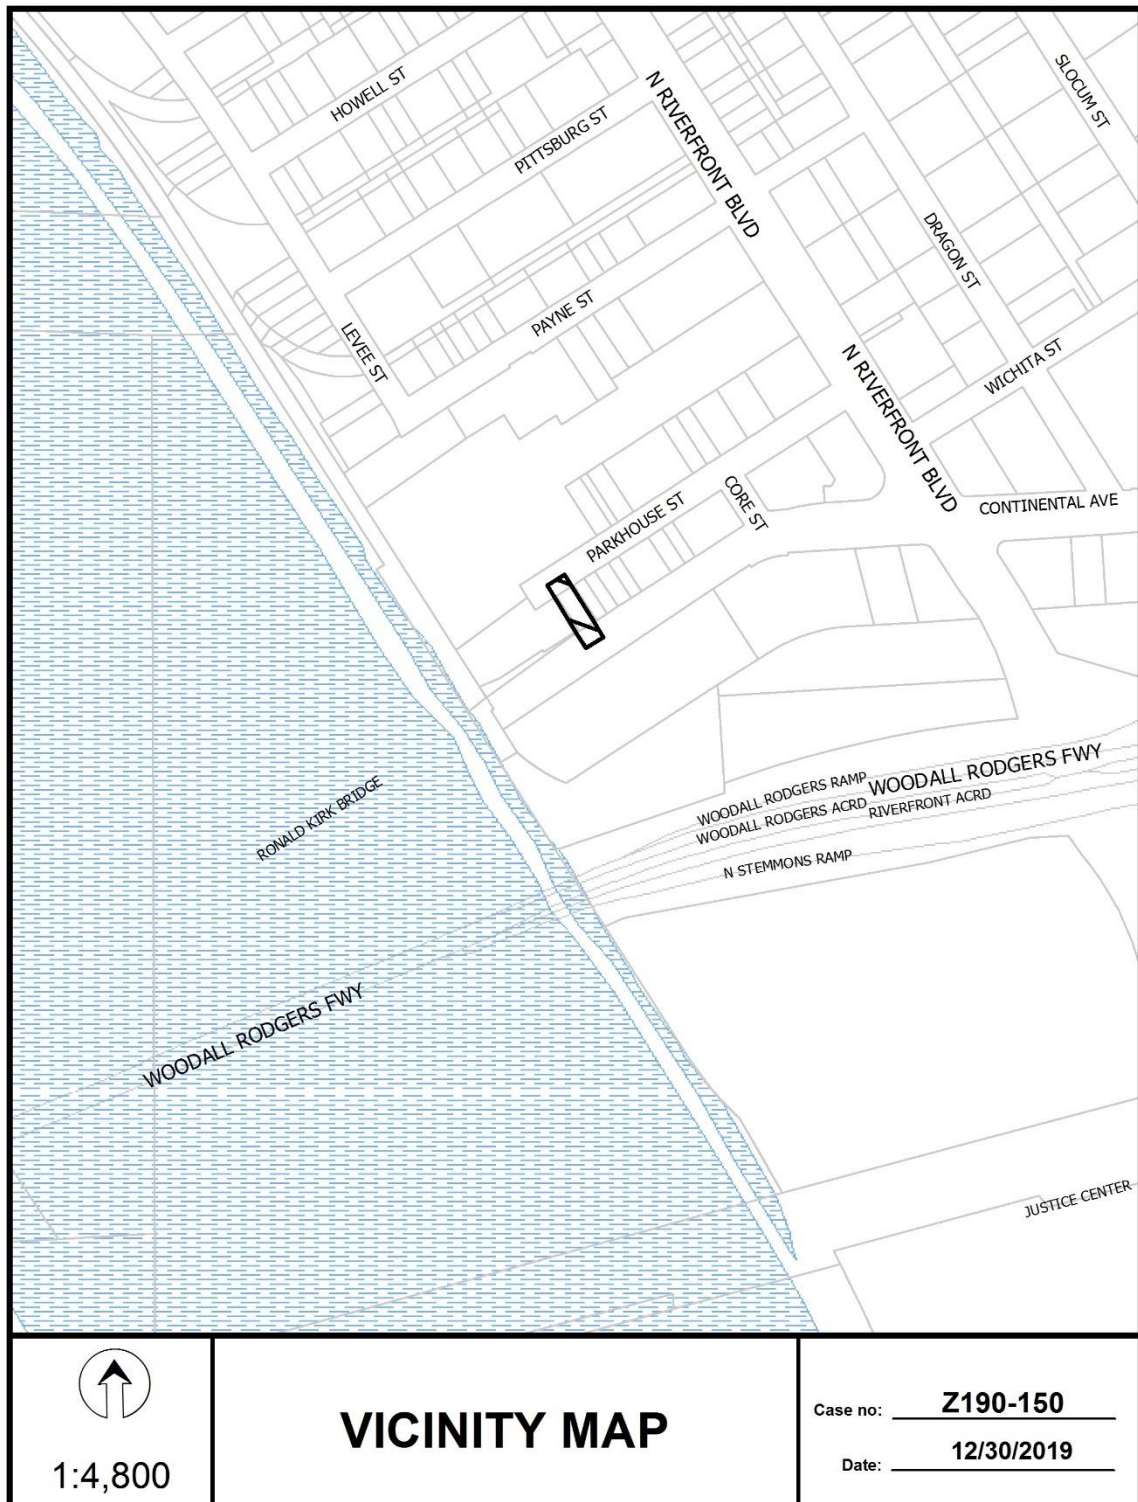 SLOCUM ST
HOWELL ST
N RIVERFRONT BLVD
PITTSBURG ST
DRAGON ST
PAYNE ST
LEVEE ST
WICHITA ST
N RIVERFRONT BLVD
CORE ST
CONTINENTAL AVE
PARKHOUSE ST
WOODALL RODGERS FWY
WOODALL RODGERS RAMP
WOODALL RODGERS ACRD
RIVERFRONT ACRD
RONALD KIRK BRIDGE
N STEMMONS RAMP
WOODALL RODGERS FWY
JUSTICE CENTER
1:4,800
VICINITY MAP
Case no: Z190-150
Date: 12/30/2019